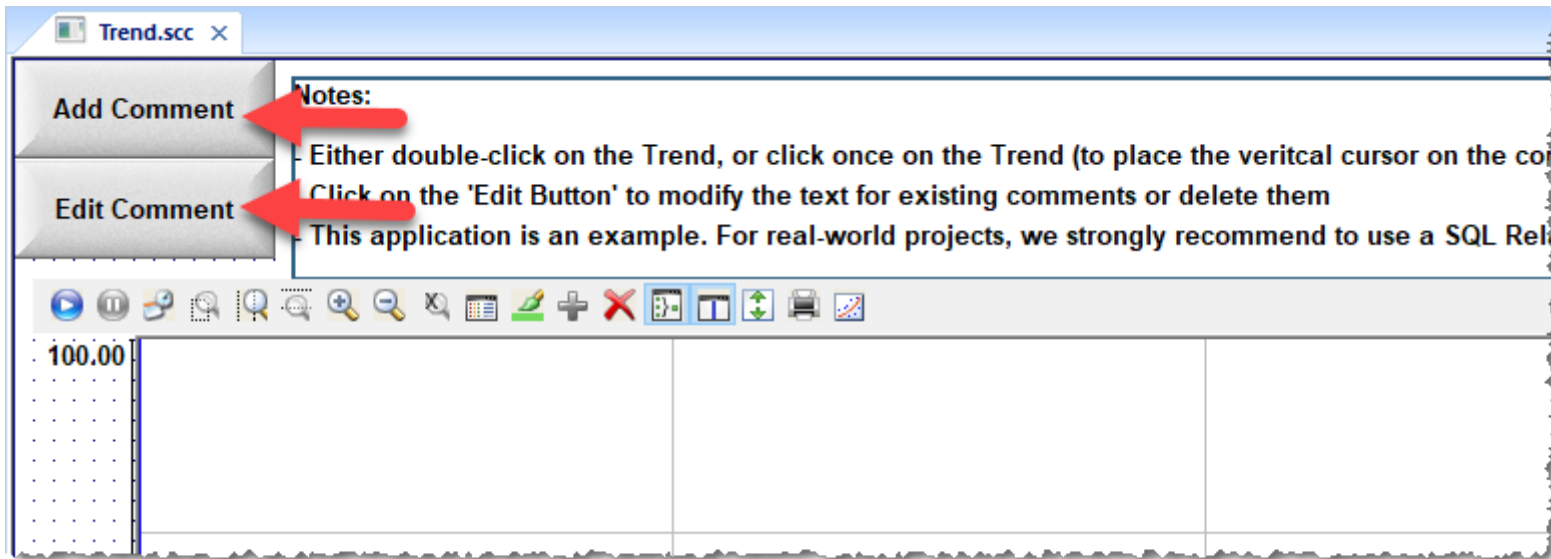 Trend.scc
Add Comment
Edit Comment
Notes:
- Either double-click on the Trend, or click once on the Trend (to place the veritcal cursor on the
- Click on the 'Edit Button' to modify the text for existing comments or delete them
- This application is an example. For real-world projects, we strongly recommend to use a SQL
100.00